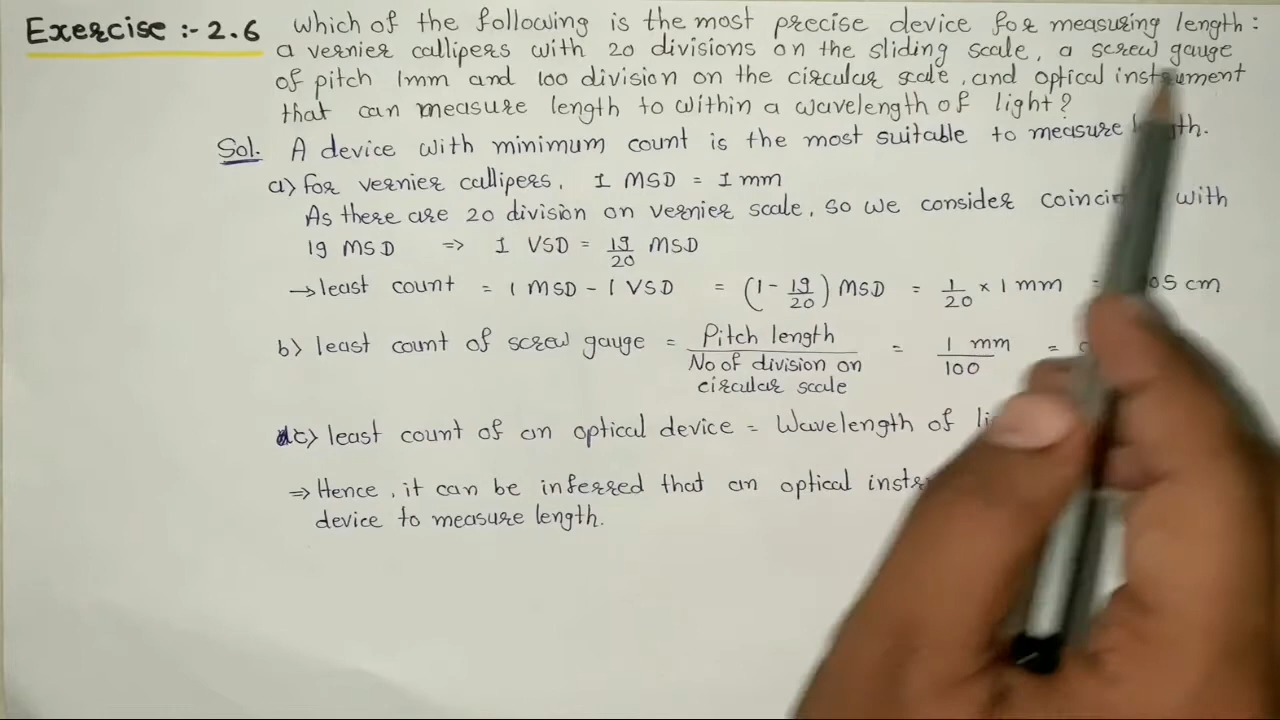 Exercise :- 2.6 Which of the following is the most precise device for measuring length :
a vernier callipers with 20 divisions on the sliding scale, a screw gauge
of pitch 1mm and 100 division on the circular scale, and optical instrument
that can measure length to within a wavelength of light?
Sol. A device with minimum count is the most suitable to measure
a) for vernier callipers, 1 MSD = 1 mm
As there are 20 division on vernier scale, so we consider with
19 MSD ⇒ 1 VSD = 19/20 MSD
→ least count = 1 MSD - 1 VSD = (1 - 19/20) MSD = 1/20 × 1 mm = 05 cm
b) least count of screw gauge = Pitch length / No of division on circular scale = 1 mm / 100 =
c) least count of an optical device = Wavelength of
⇒ Hence, it can be inferred that an optical
device to measure length.